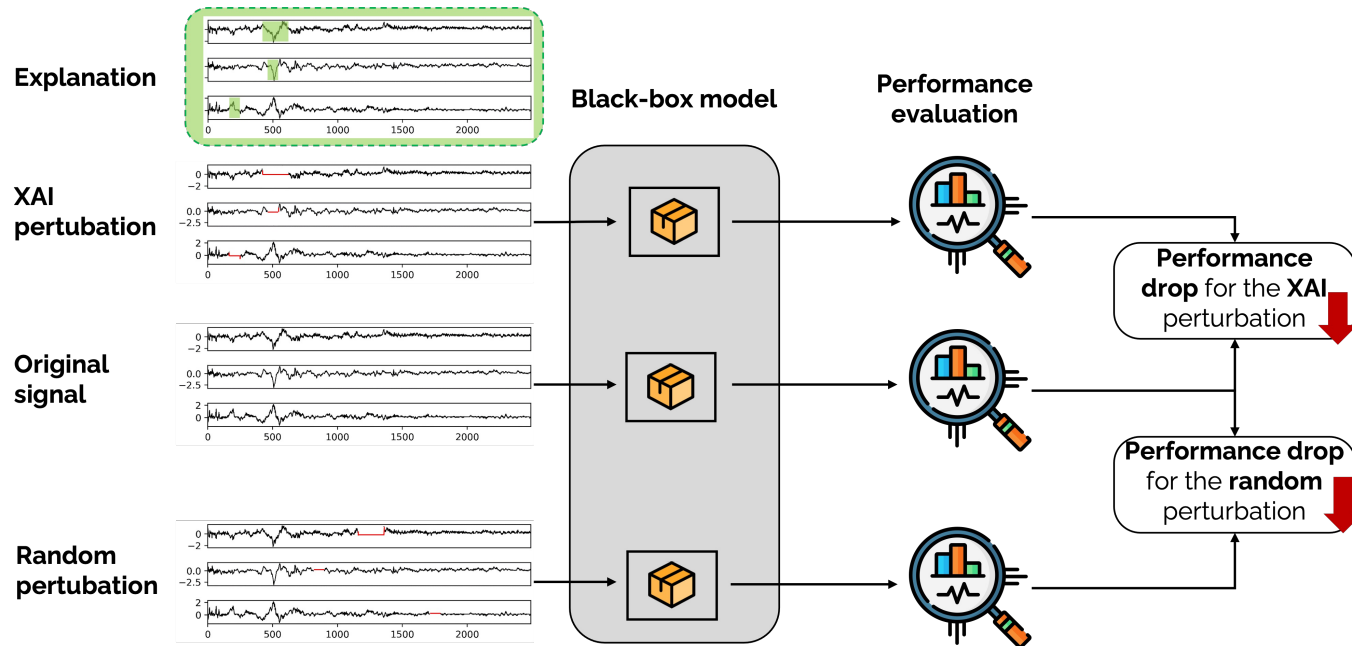 Explanation
0 500 1000 1500 2000
Black-box model
Performance
evaluation
XAI
pertubation
0
−2
0.0
−2.5
2
0
0 500 1000 1500 2000
Performance
drop for the XAI
perturbation
Original
signal
0
−2
0.0
−2.5
2
0
0 500 1000 1500 2000
Performance drop
for the random
perturbation
Random
pertubation
0
−2
0.0
−2.5
2
0
0 500 1000 1500 2000